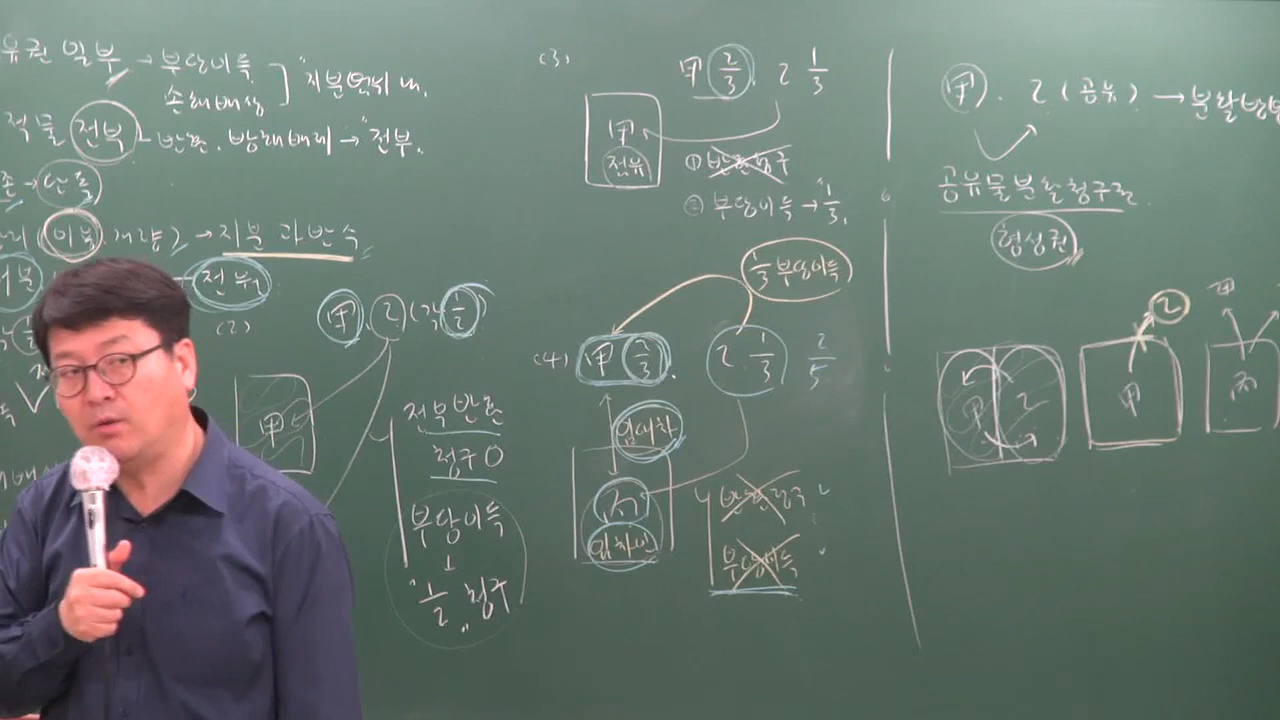 유권 일부 → 부당이득
손해배상 ] "지분범위 내.
적물 전부 - 반환. 방해배제 → "전부.
존 → 단독
리(이용.개량) → 지분 과반수
전부
(2)
甲. 乙(각 1/2)
甲
전부반환
청구 O
부당이득
⊥
"1/2 청구"
(3)
甲 2/3. 乙 1/3
甲
전유
① 반환청구
② 부당이득 → "1/3.
1/3 부당이득
(4) 甲 2/3. 乙 1/3 2/5
임대차
丙
임차인
반환청구
부당이득
甲. 乙(공유) → 분할방법
공유물분할청구권.
형성권
甲 乙
甲 乙
甲
丙